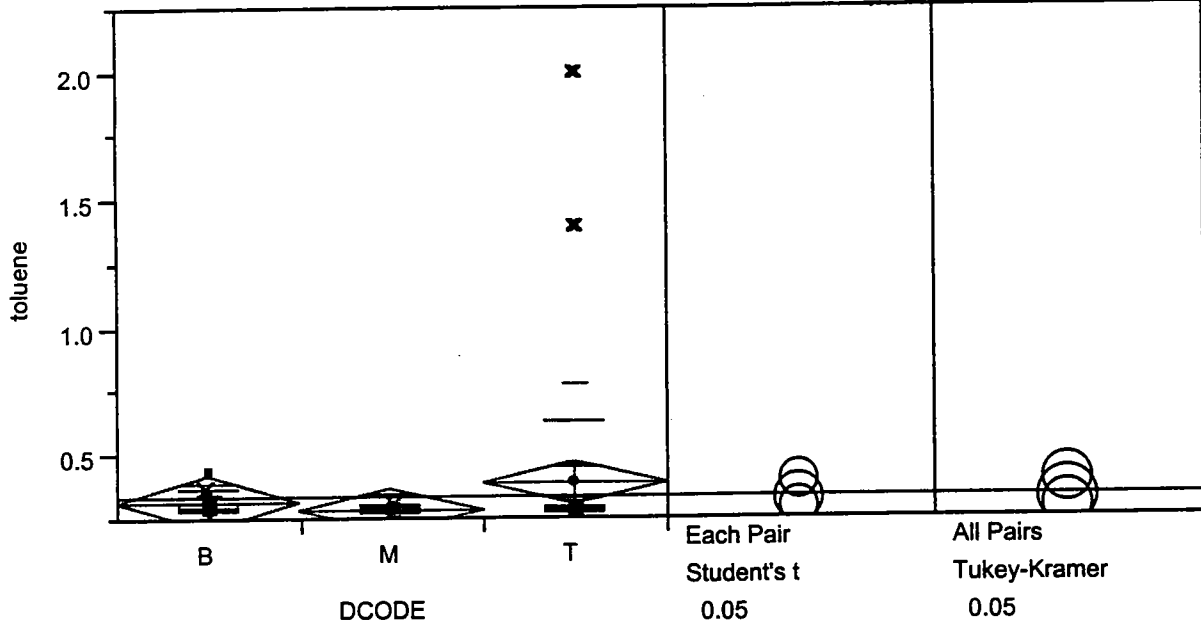 toluene
2.0
1.5
1.0
0.5
B
M
T
DCODE
Each Pair
Student's t
0.05
All Pairs
Tukey-Kramer
0.05